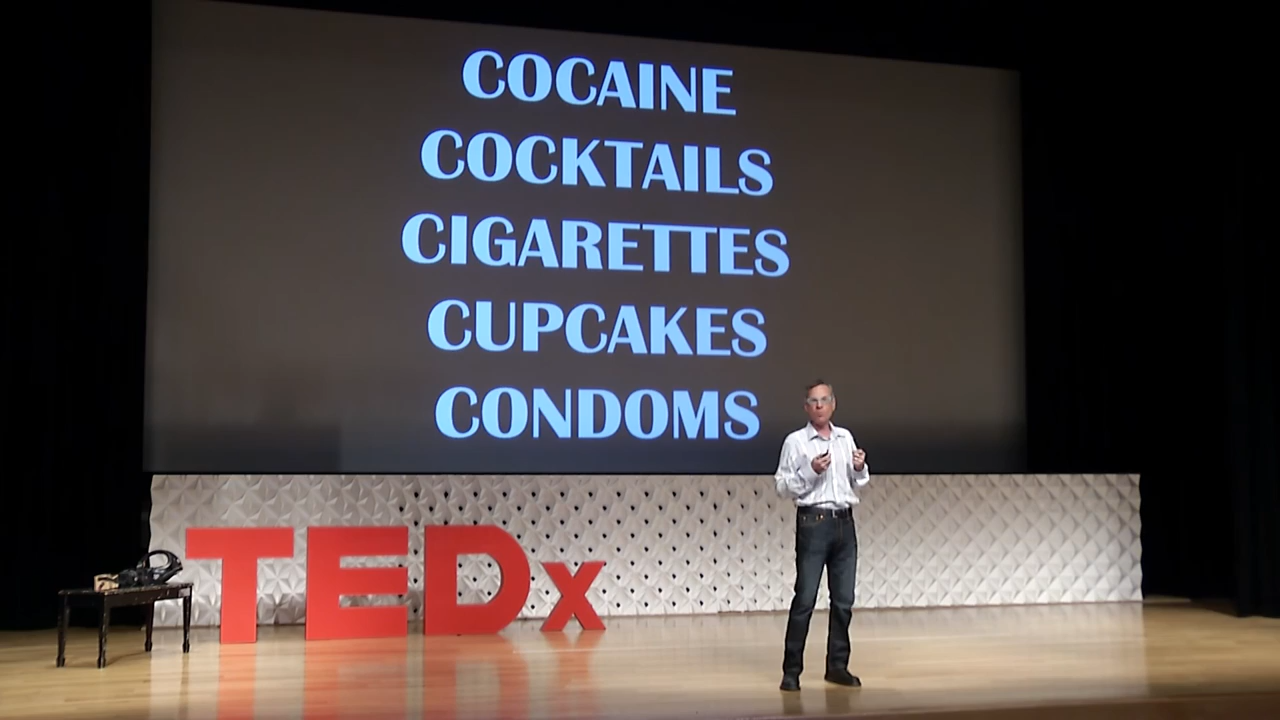 COCAINE
COCKTAILS
CIGARETTES
CUPCAKES
CONDOMS
TEDx